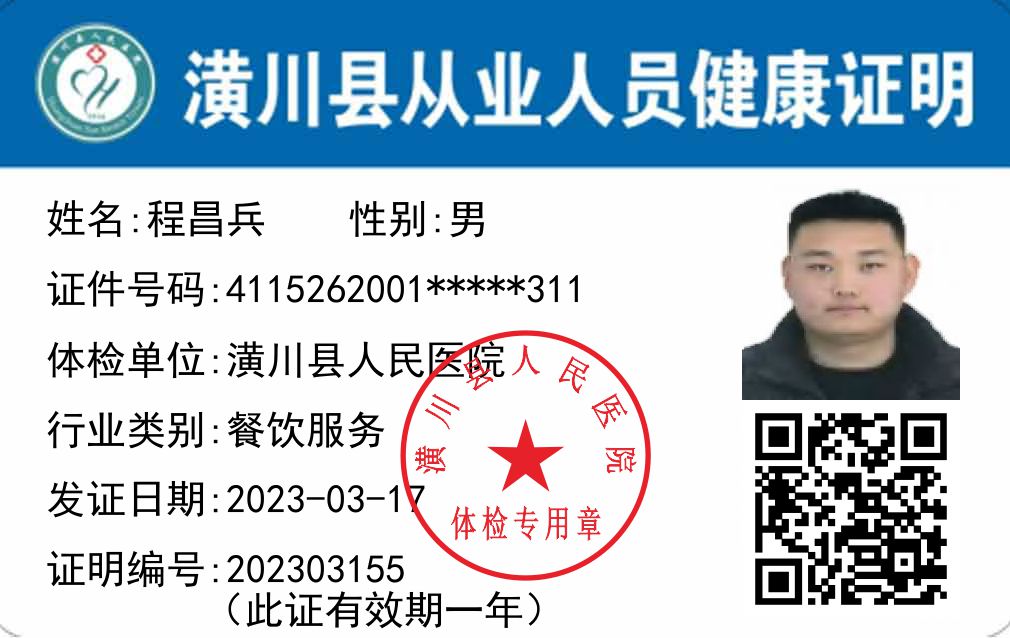 潢川县从业人员健康证明
姓名:程昌兵 性别:男
证件号码:4115262001*****311
体检单位:潢川县人民医院
行业类别:餐饮服务
发证日期:2023-03-17
证明编号:202303155
(此证有效期一年)
潢川县人民医院
体检专用章